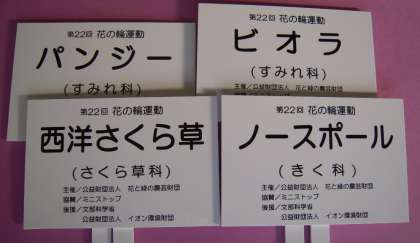 第22回 花の輪運動
パンジー
(すみれ科)
第22回 花の輪運動
ビオラ
(すみれ科)
主催/公益財団法人 花と緑の農芸財団
協賛/ミニストップ
第22回 花の輪運動
西洋さくら草
(さくら草科)
主催/公益財団法人 花と緑の農芸財団
協賛/ミニストップ
後援/文部科学省
公益財団法人 イオン環境財団
第22回 花の輪運動
ノースポール
(きく科)
主催/公益財団法人 花と緑の農芸財団
協賛/ミニストップ
後援/文部科学省
公益財団法人 イオン環境財団